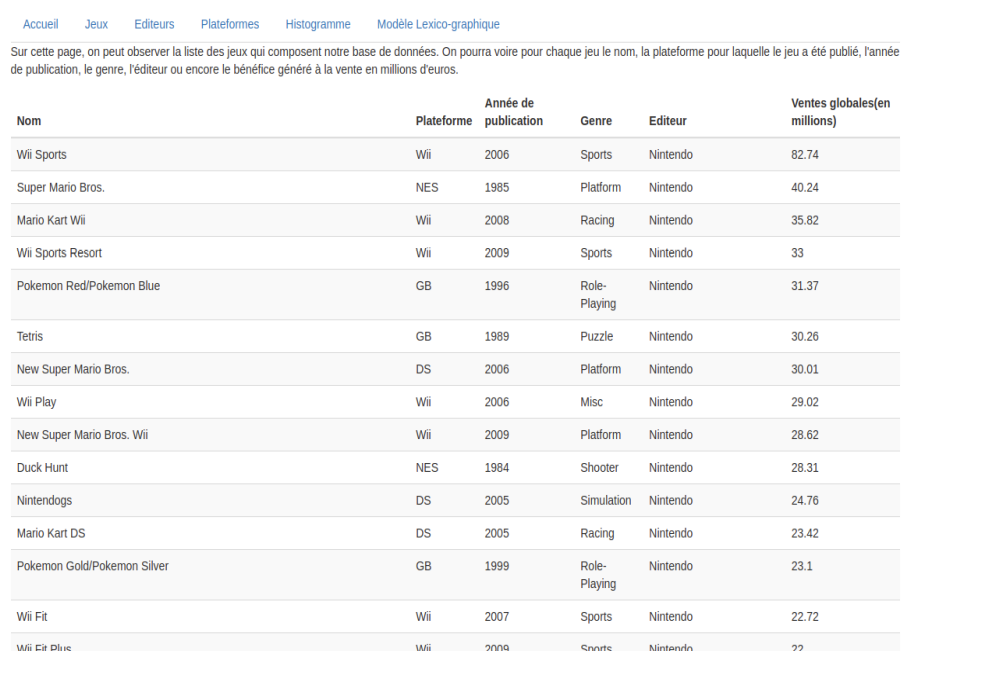 Accueil Jeux Editeurs Plateformes Histogramme Modèle Lexico-graphique
Sur cette page, on peut observer la liste des jeux qui composent notre base de données. On pourra voire pour chaque jeu le nom, la plateforme pour laquelle le jeu a été publié, l'année
de publication, le genre, l'éditeur ou encore le bénéfice généré à la vente en millions d'euros.
Nom Plateforme Année de publication Genre Editeur Ventes globales(en millions)
Wii Sports Wii 2006 Sports Nintendo 82.74
Super Mario Bros. NES 1985 Platform Nintendo 40.24
Mario Kart Wii Wii 2008 Racing Nintendo 35.82
Wii Sports Resort Wii 2009 Sports Nintendo 33
Pokemon Red/Pokemon Blue GB 1996 Role-Playing Nintendo 31.37
Tetris GB 1989 Puzzle Nintendo 30.26
New Super Mario Bros. DS 2006 Platform Nintendo 30.01
Wii Play Wii 2006 Misc Nintendo 29.02
New Super Mario Bros. Wii Wii 2009 Platform Nintendo 28.62
Duck Hunt NES 1984 Shooter Nintendo 28.31
Nintendogs DS 2005 Simulation Nintendo 24.76
Mario Kart DS DS 2005 Racing Nintendo 23.42
Pokemon Gold/Pokemon Silver GB 1999 Role-Playing Nintendo 23.1
Wii Fit Wii 2007 Sports Nintendo 22.72
Wii Fit Plus Wii 2009 Sports Nintendo 22